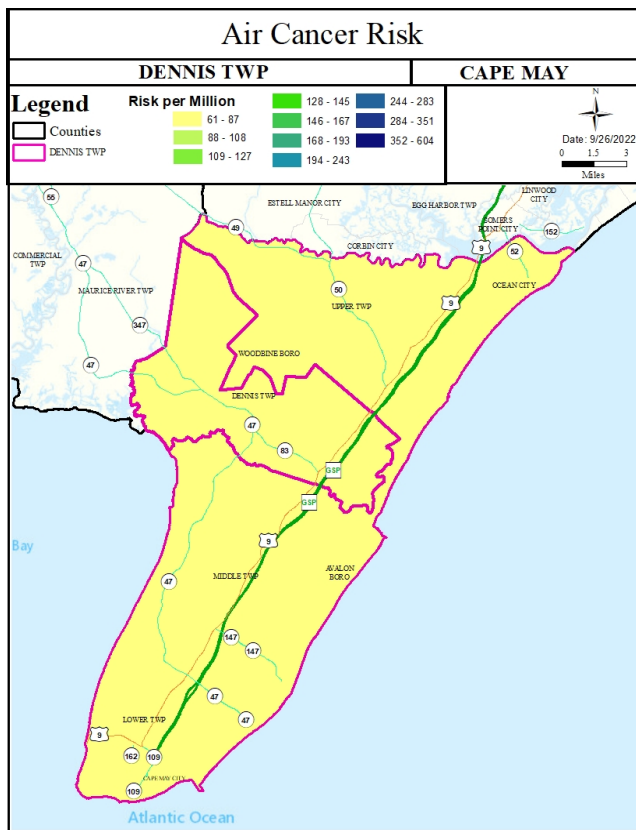 Air Cancer Risk
DENNIS TWP
CAPE MAY
Legend
Counties
DENNIS TWP
Risk per Million
61 - 87
88 - 108
109 - 127
128 - 145
146 - 167
168 - 193
194 - 243
244 - 283
284 - 351
352 - 604
N
Date: 9/26/2022
0 1.5 3
Miles
55
ESTELL MANOR CITY
EGG HARBOR TWP
LINWOOD
CITY
SOMERS
POINT CITY
49
152
CORBIN CITY
9
52
COMMERCIAL
TWP
47
MAURICE RIVER TWP
50
OCEAN CITY
9
UPPER TWP
347
WOODBINE BORO
47
DENNIS TWP
47
83
GSP
GSP
9
Bay
AVALON
BORO
MIDDLE TWP
47
147
147
47
47
LOWER TWP
9
162
109
CAPE MAY CITY
109
Atlantic Ocean